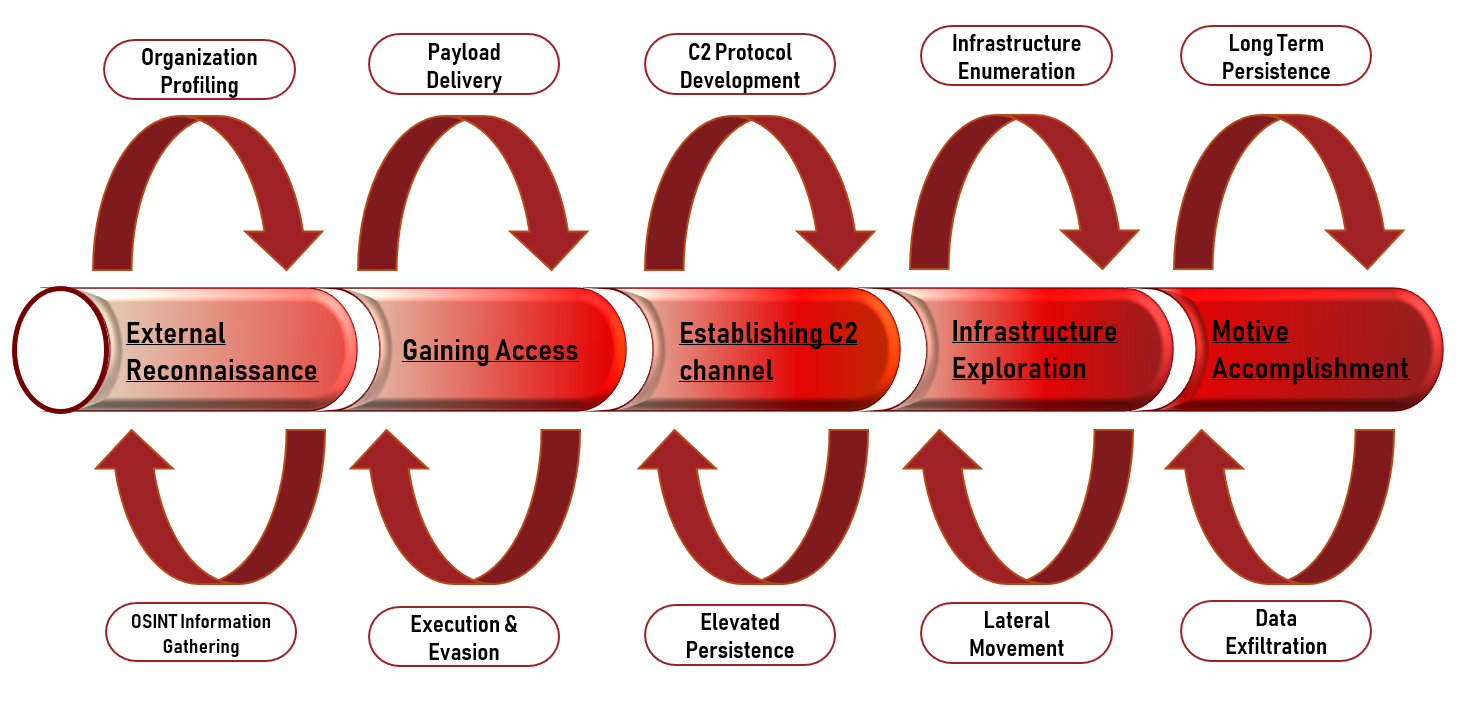 Organization
Profiling
Payload
Delivery
C2 Protocol
Development
Infrastructure
Enumeration
Long Term
Persistence
External
Reconnaissance
Gaining Access
Establishing C2
channel
Infrastructure
Exploration
Motive
Accomplishment
OSINT Information
Gathering
Execution &
Evasion
Elevated
Persistence
Lateral
Movement
Data
Exfiltration